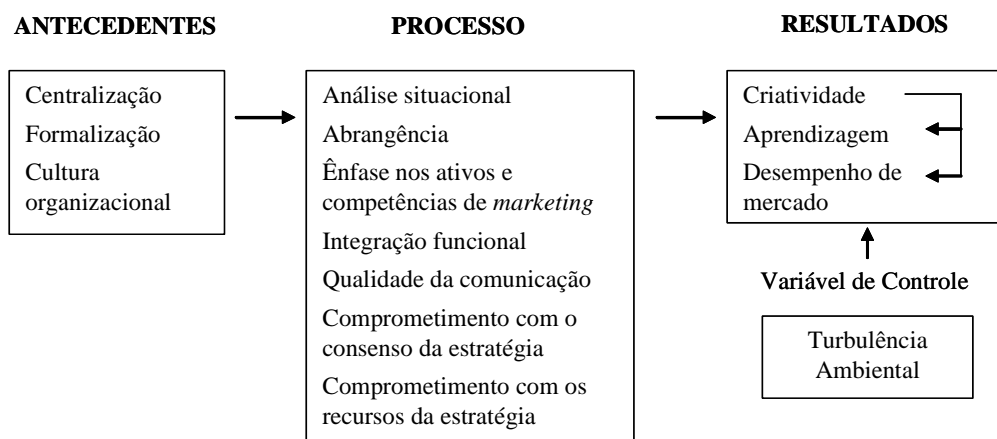 ANTECEDENTES
Centralização
Formalização
Cultura
organizacional
PROCESSO
Análise situacional
Abrangência
Ênfase nos ativos e
competências de marketing
Integração funcional
Qualidade da comunicação
Comprometimento com o
consenso da estratégia
Comprometimento com os
recursos da estratégia
RESULTADOS
Criatividade
Aprendizagem
Desempenho de
mercado
Variável de Controle
Turbulência
Ambiental